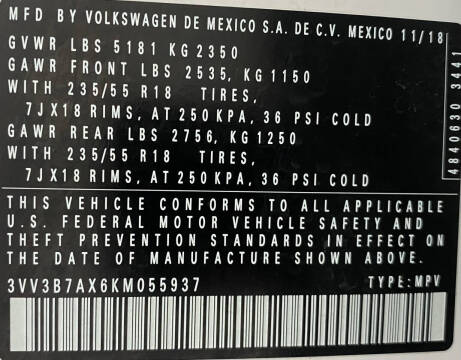 MFD BY VOLKSWAGEN DE MEXICO S.A. DE C.V. MEXICO 11/18
GVWR LBS 5181 KG 2350
GAWR FRONT LBS 2535, KG 1150
WITH 235/55 R18 TIRES,
7JX18 RIMS, AT 250 KPA, 36 PSI COLD
GAWR REAR LBS 2756, KG 1250
WITH 235/55 R18 TIRES,
7JX18 RIMS, AT 250 KPA, 36 PSI COLD
4840630 3441
THIS VEHICLE CONFORMS TO ALL APPLICABLE
U.S. FEDERAL MOTOR VEHICLE SAFETY AND
THEFT PREVENTION STANDARDS IN EFFECT ON
THE DATE OF MANUFACTURE SHOWN ABOVE.
3VV3B7AX6KM055937 TYPE: MPV